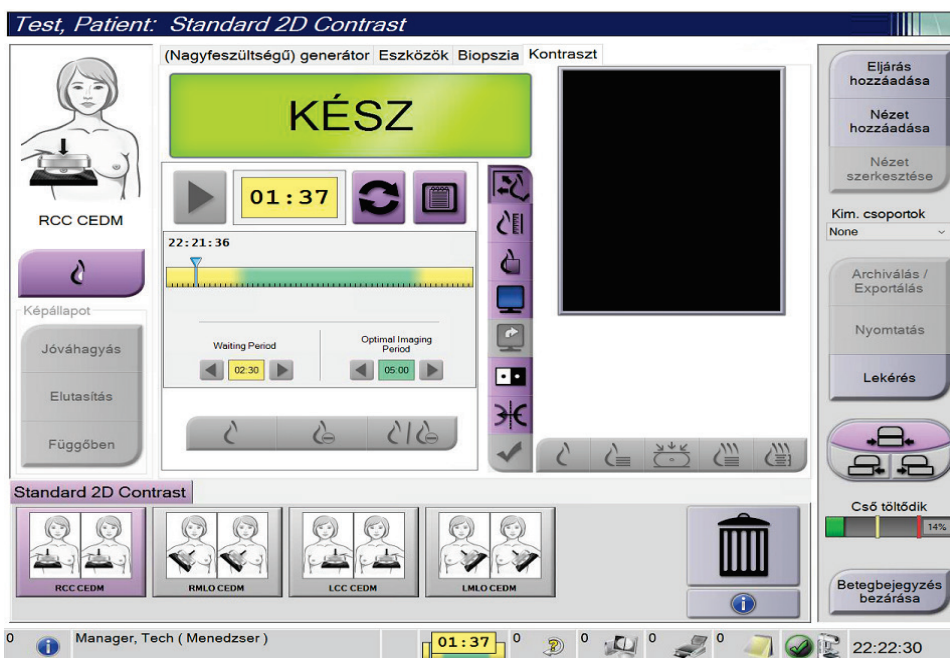 Test, Patient: Standard 2D Contrast
(Nagyfeszültségű) generátor Eszközök Biopszia Kontraszt
KÉSZ
RCC CEDM
01:37
22:21:36
Waiting Period
Optimal Imaging
Period
02:30
05:00
Képállapot
Jóváhagyás
Elutasítás
Függőben
Eljárás
hozzáadása
Nézet
hozzáadása
Nézet
szerkesztése
Kim. csoportok
None
Archiválás /
Exportálás
Nyomtatás
Lekérés
Cső töltődik
14%
Betegbejegyzés
bezárása
Standard 2D Contrast
RCC CEDM
RMLO CEDM
LCC CEDM
LMLO CEDM
0
Manager, Tech ( Menedzser )
01:37
0
0
0
0
22:22:30